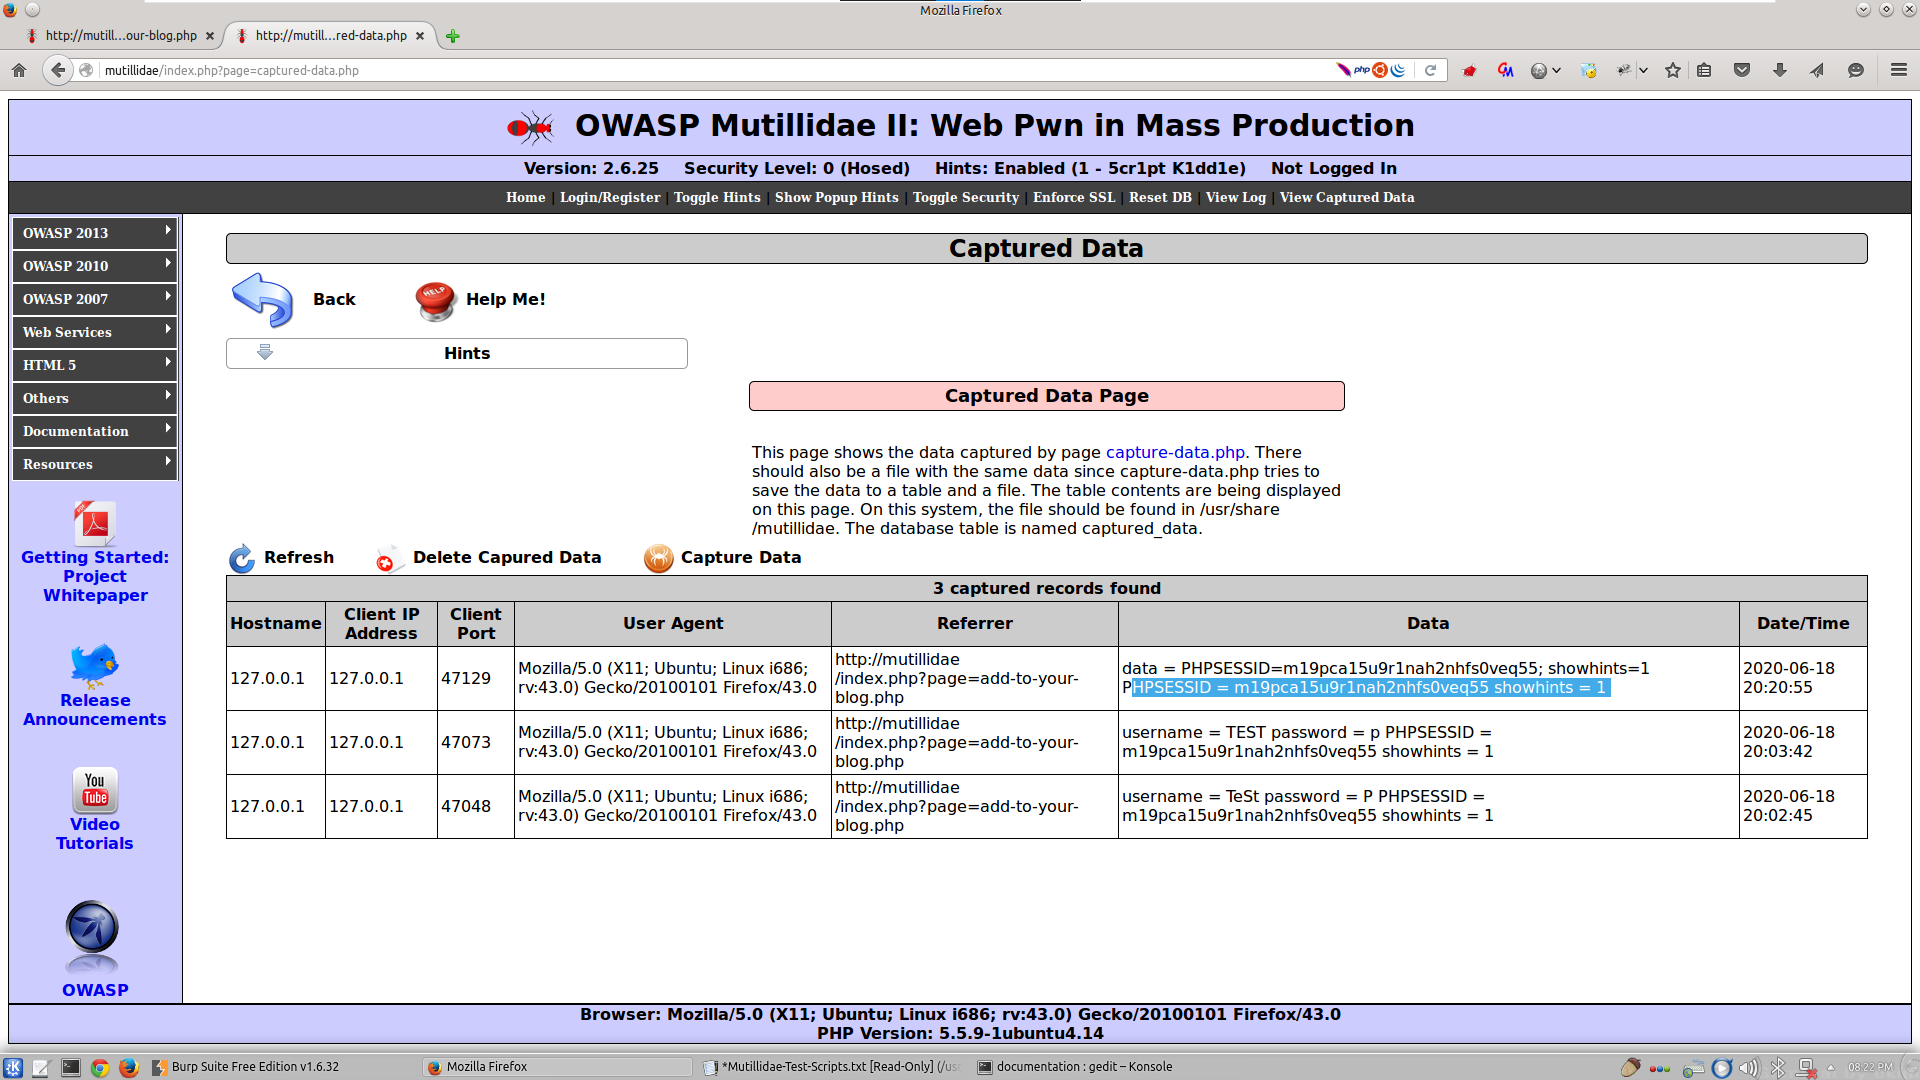 Mozilla Firefox
http://mutill...our-blog.php
http://mutill...red-data.php
mutillidae/index.php?page=captured-data.php
php
OWASP Mutillidae II: Web Pwn in Mass Production
Version: 2.6.25 Security Level: 0 (Hosed) Hints: Enabled (1 - 5cr1pt K1dd1e) Not Logged In
Home | Login/Register | Toggle Hints | Show Popup Hints | Toggle Security | Enforce SSL | Reset DB | View Log | View Captured Data
OWASP 2013
OWASP 2010
OWASP 2007
Web Services
HTML 5
Others
Documentation
Resources
Getting Started:
Project
Whitepaper
Release
Announcements
You
Tube
Video
Tutorials
OWASP
Captured Data
Back
HELP
Help Me!
Hints
Captured Data Page
This page shows the data captured by page capture-data.php. There
should also be a file with the same data since capture-data.php tries to
save the data to a table and a file. The table contents are being displayed
on this page. On this system, the file should be found in /usr/share
/mutillidae. The database table is named captured_data.
Refresh
Delete Capured Data
Capture Data
3 captured records found
Hostname
Client IP
Address
Client
Port
User Agent
Referrer
Data
Date/Time
127.0.0.1
127.0.0.1
47129
Mozilla/5.0 (X11; Ubuntu; Linux i686;
rv:43.0) Gecko/20100101 Firefox/43.0
http://mutillidae
/index.php?page=add-to-your-
blog.php
data = PHPSESSID=m19pca15u9r1nah2nhfs0veq55; showhints=1
PHPSESSID = m19pca15u9r1nah2nhfs0veq55 showhints = 1
2020-06-18
20:20:55
127.0.0.1
127.0.0.1
47073
Mozilla/5.0 (X11; Ubuntu; Linux i686;
rv:43.0) Gecko/20100101 Firefox/43.0
http://mutillidae
/index.php?page=add-to-your-
blog.php
username = TEST password = p PHPSESSID =
m19pca15u9r1nah2nhfs0veq55 showhints = 1
2020-06-18
20:03:42
127.0.0.1
127.0.0.1
47048
Mozilla/5.0 (X11; Ubuntu; Linux i686;
rv:43.0) Gecko/20100101 Firefox/43.0
http://mutillidae
/index.php?page=add-to-your-
blog.php
username = TeSt password = P PHPSESSID =
m19pca15u9r1nah2nhfs0veq55 showhints = 1
2020-06-18
20:02:45
Browser: Mozilla/5.0 (X11; Ubuntu; Linux i686; rv:43.0) Gecko/20100101 Firefox/43.0
PHP Version: 5.5.9-1ubuntu4.14
Burp Suite Free Edition v1.6.32
Mozilla Firefox
*Mutillidae-Test-Scripts.txt [Read-Only] (/us
documentation : gedit – Konsole
08:22 PM